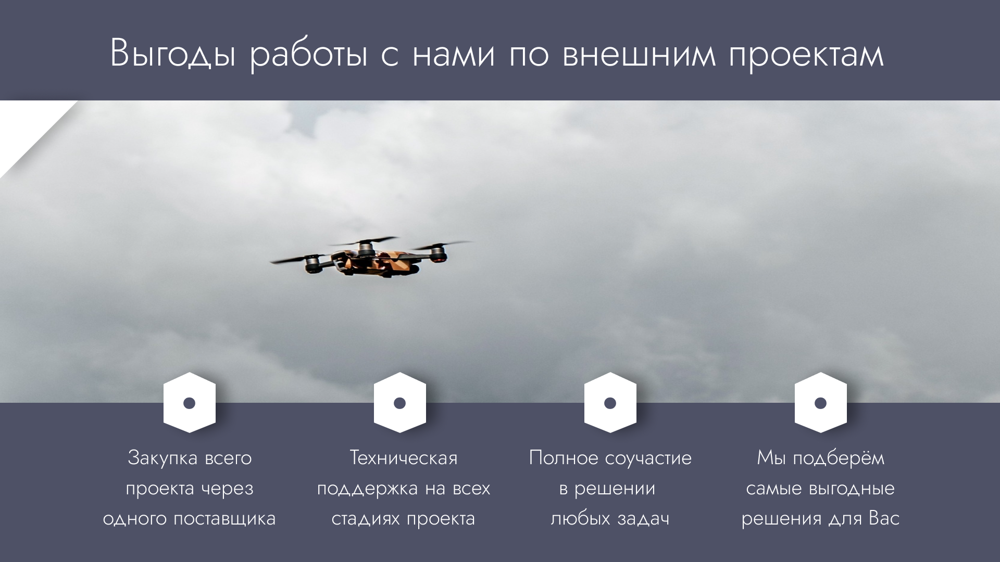 Выгоды работы с нами по внешним проектам
Закупка всего
проекта через
одного поставщика
Техническая
поддержка на всех
стадиях проекта
Полное соучастие
в решении
любых задач
Мы подберём
самые выгодные
решения для Вас